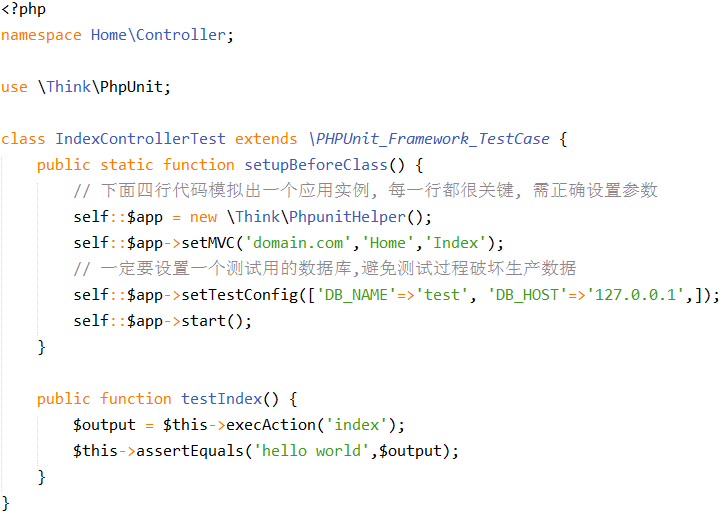 <?php
namespace Home\Controller;

use \Think\PhpUnit;

class IndexControllerTest extends \PHPUnit_Framework_TestCase {
    public static function setupBeforeClass() {
        // 下面四行代码模拟出一个应用实例, 每一行都很关键, 需正确设置参数
        self::$app = new \Think\PhpunitHelper();
        self::$app->setMVC('domain.com','Home','Index');
        // 一定要设置一个测试用的数据库,避免测试过程破坏生产数据
        self::$app->setTestConfig(['DB_NAME'=>'test', 'DB_HOST'=>'127.0.0.1',]);
        self::$app->start();
    }

    public function testIndex() {
        $output = $this->execAction('index');
        $this->assertEquals('hello world',$output);
    }
}